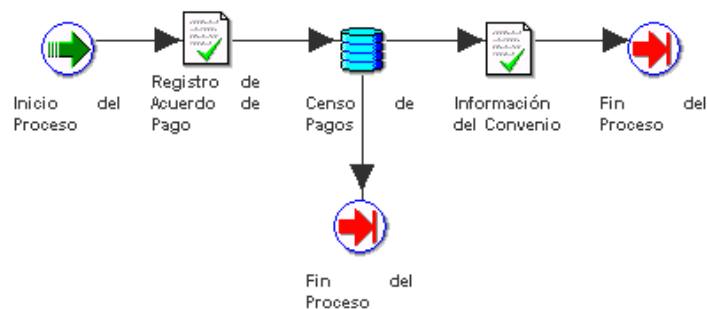 Inicio del
Proceso
Registro de
Acuerdo de
Pago
Censo de
Pagos
Información
del Convenio
Fin del
Proceso
Fin del
Proceso